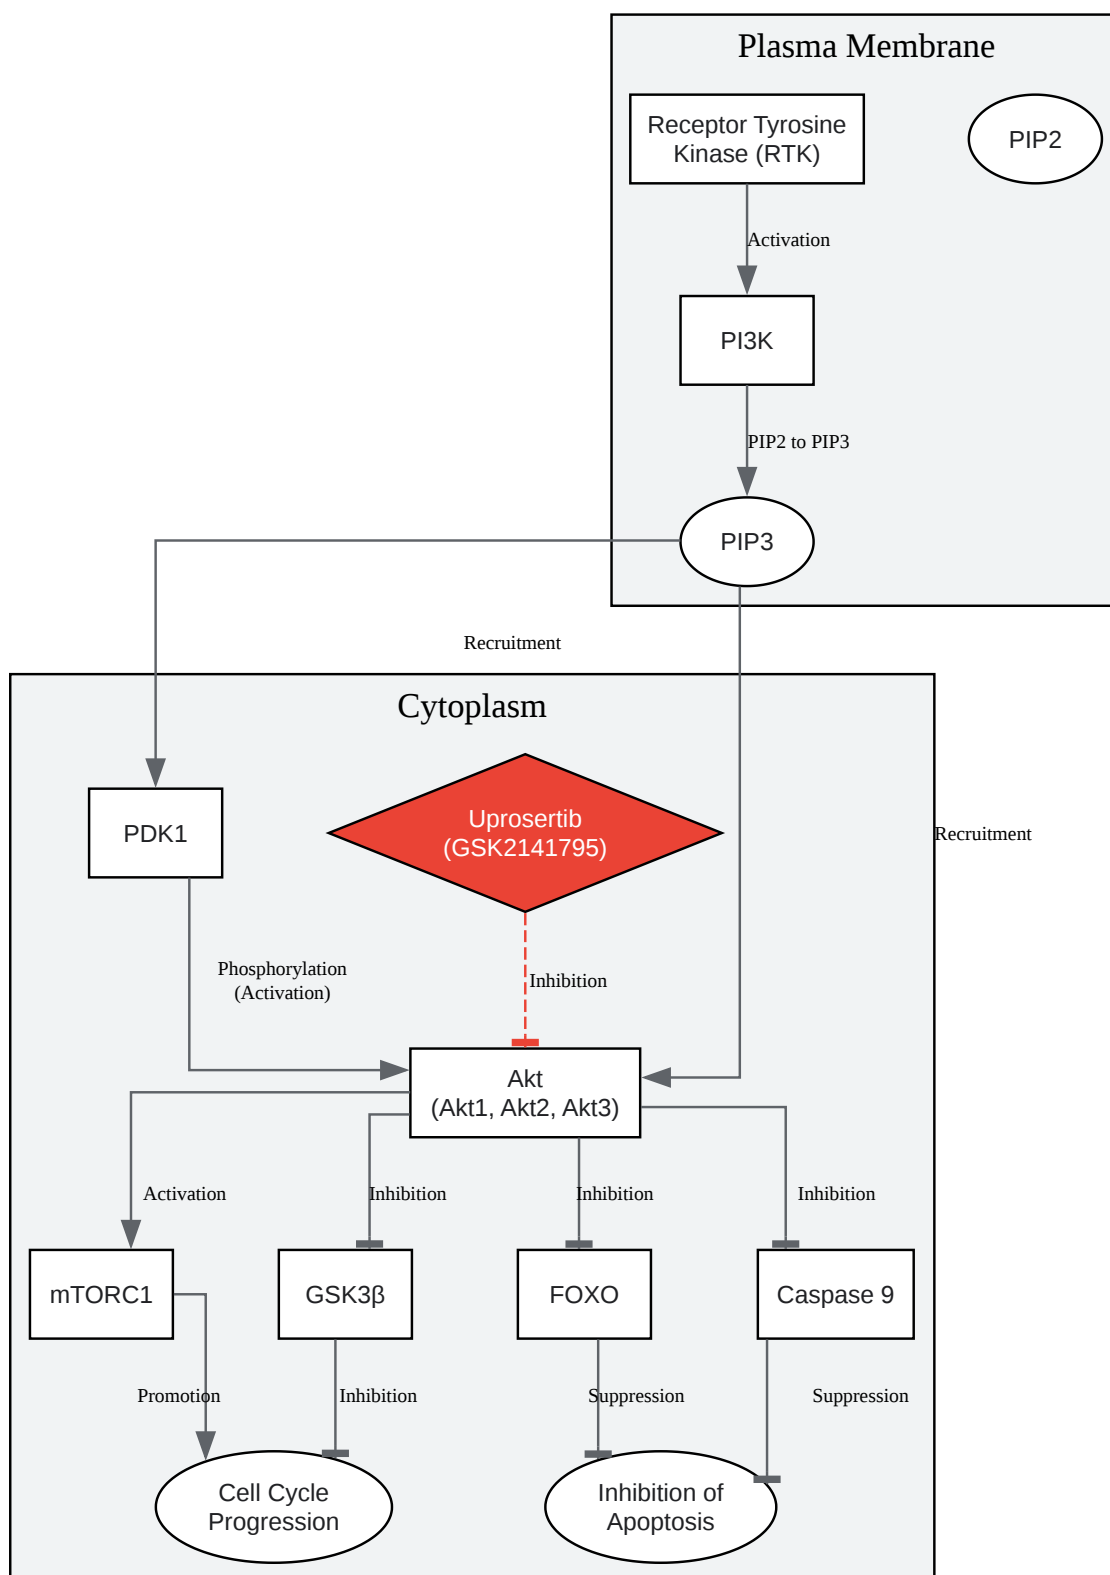 Plasma Membrane
Receptor Tyrosine
Kinase (RTK)
PIP2
Activation
PI3K
PIP2 to PIP3
PIP3
Recruitment
Cytoplasm
PDK1
Uprosertib
(GSK2141795)
Recruitment
Phosphorylation
(Activation)
Inhibition
Akt
(Akt1, Akt2, Akt3)
Activation
Inhibition
Inhibition
Inhibition
mTORC1
GSK3β
FOXO
Caspase 9
Promotion
Inhibition
Suppression
Suppression
Cell Cycle
Progression
Inhibition of
Apoptosis